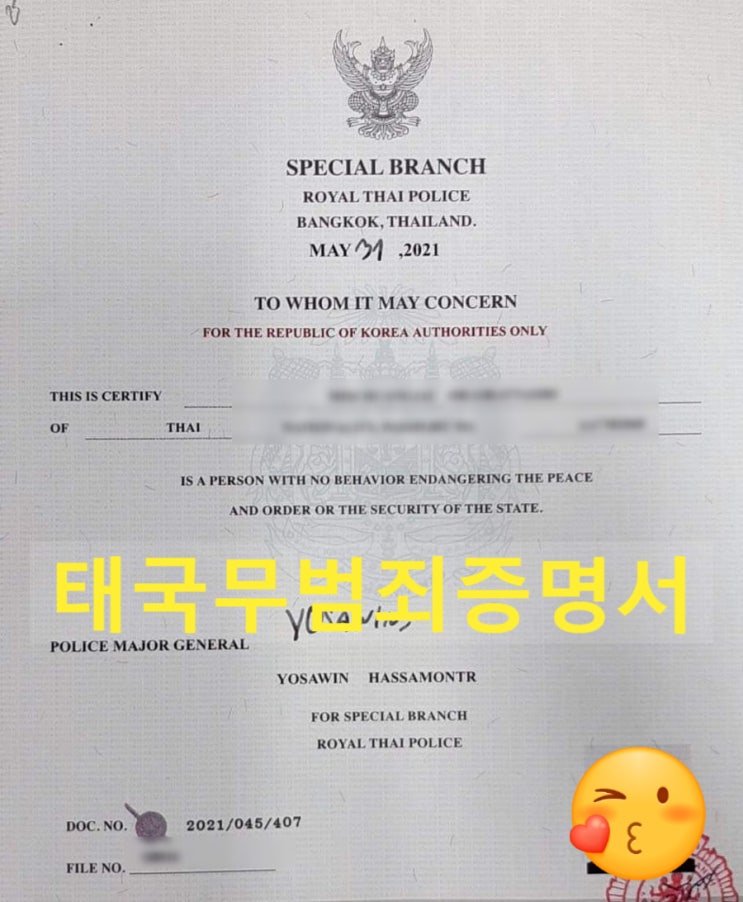 SPECIAL BRANCH
ROYAL THAI POLICE
BANGKOK, THAILAND.
MAY 31 ,2021
TO WHOM IT MAY CONCERN
FOR THE REPUBLIC OF KOREA AUTHORITIES ONLY
THIS IS CERTIFY
OF THAI
IS A PERSON WITH NO BEHAVIOR ENDANGERING THE PEACE
AND ORDER OR THE SECURITY OF THE STATE.
태국무범죄증명서
POLICE MAJOR GENERAL
YOSAWIN HASSAMONTR
FOR SPECIAL BRANCH
ROYAL THAI POLICE
DOC. NO. 2021/045/407
FILE NO.